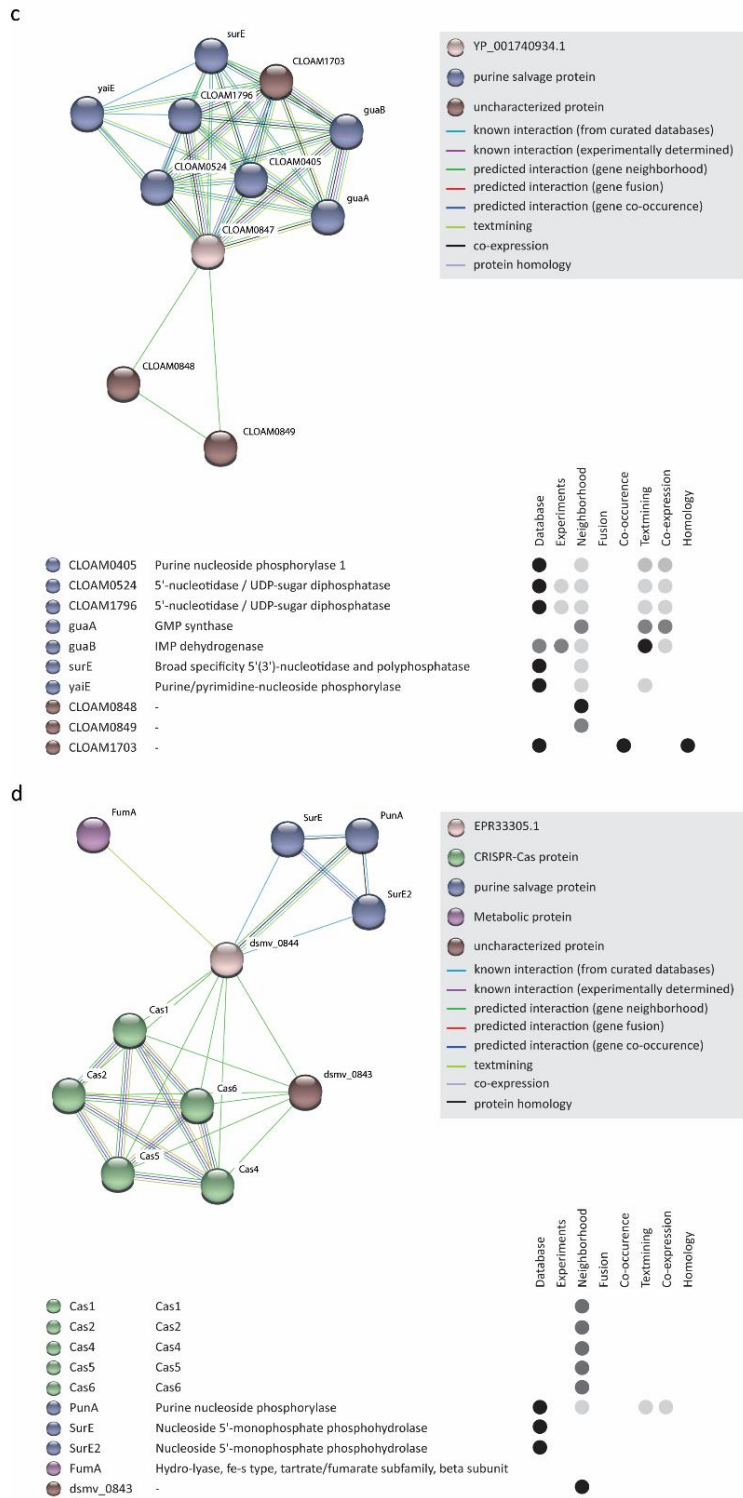 c
surE
CLOAM1703
yaiE
CLOAM1796
guaB
CLOAM0405
CLOAM0524
guaA
CLOAM0847
CLOAM0848
CLOAM0849
YP_001740934.1
purine salvage protein
uncharacterized protein
known interaction (from curated databases)
known interaction (experimentally determined)
predicted interaction (gene neighborhood)
predicted interaction (gene fusion)
predicted interaction (gene co-occurence)
textmining
co-expression
protein homology
Database
Experiments
Neighborhood
Fusion
Co-occurence
Textmining
Co-expression
Homology
CLOAM0405 Purine nucleoside phosphorylase 1
CLOAM0524 5'-nucleotidase / UDP-sugar diphosphatase
CLOAM1796 5'-nucleotidase / UDP-sugar diphosphatase
guaA GMP synthase
guaB IMP dehydrogenase
surE Broad specificity 5'(3')-nucleotidase and polyphosphatase
yaiE Purine/pyrimidine-nucleoside phosphorylase
CLOAM0848 -
CLOAM0849 -
CLOAM1703 -
d
FumA
SurE
PunA
SurE2
dsmv_0844
Cas1
Cas2
Cas6
dsmv_0843
Cas5
Cas4
EPR33305.1
CRISPR-Cas protein
purine salvage protein
Metabolic protein
uncharacterized protein
known interaction (from curated databases)
known interaction (experimentally determined)
predicted interaction (gene neighborhood)
predicted interaction (gene fusion)
predicted interaction (gene co-occurence)
textmining
co-expression
protein homology
Database
Experiments
Neighborhood
Fusion
Co-occurence
Textmining
Co-expression
Homology
Cas1 Cas1
Cas2 Cas2
Cas4 Cas4
Cas5 Cas5
Cas6 Cas6
PunA Purine nucleoside phosphorylase
SurE Nucleoside 5'-monophosphate phosphohydrolase
SurE2 Nucleoside 5'-monophosphate phosphohydrolase
FumA Hydro-lyase, fe-s type, tartrate/fumarate subfamily, beta subunit
dsmv_0843 -